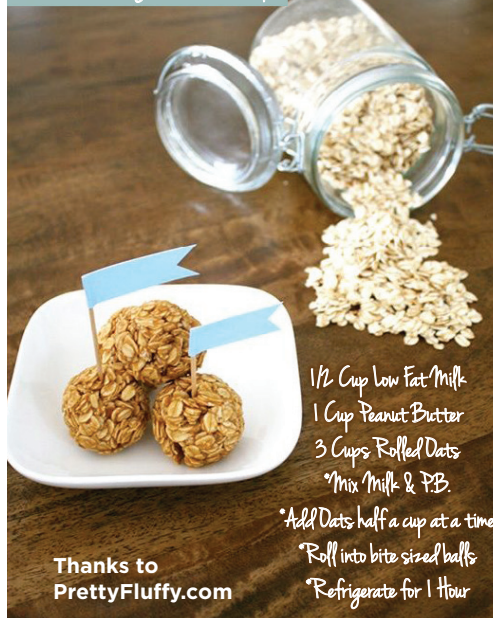 1/2 Cup Low Fat Milk
1 Cup Peanut Butter
3 Cups Rolled Oats
*Mix Milk & P.B.
*Add Oats half a cup at a time
*Roll into bite sized balls
*Refrigerate for 1 Hour
Thanks to
PrettyFluffy.com